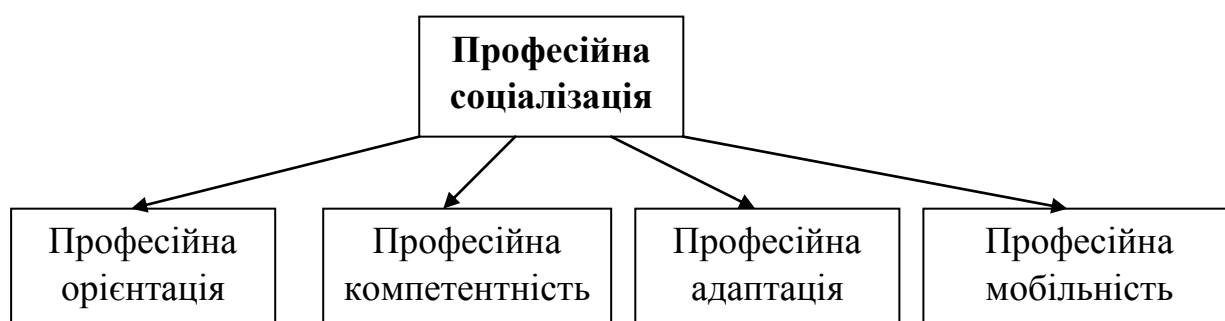 Професійна
соціалізація
Професійна
орієнтація
Професійна
компетентність
Професійна
адаптація
Професійна
мобільність